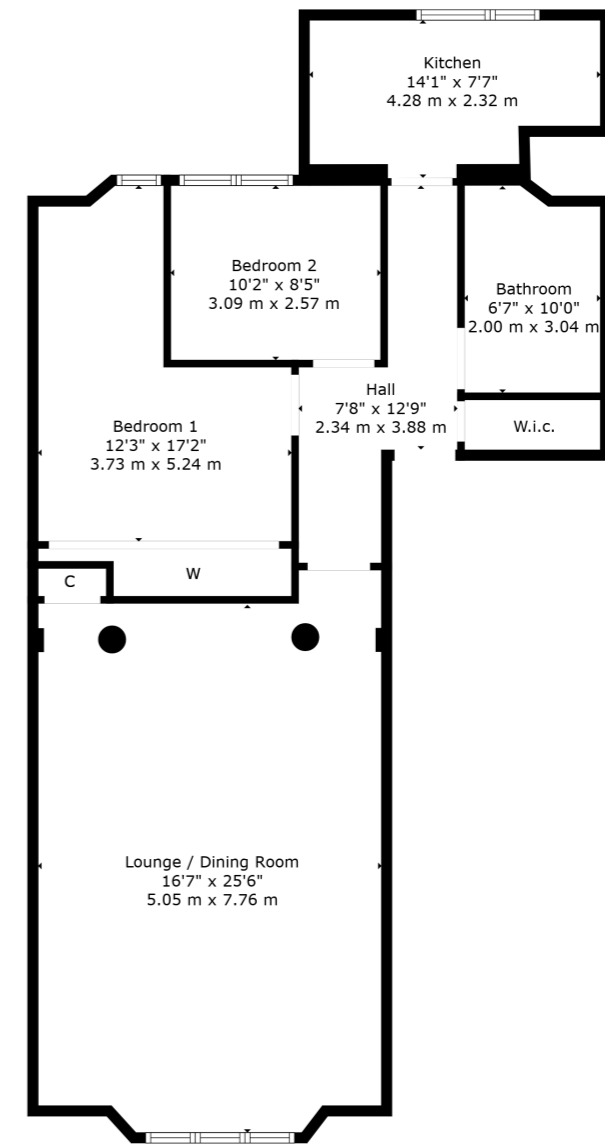 Kitchen
14'1" x 7'7"
4.28 m x 2.32 m
Bedroom 2
10'2" x 8'5"
3.09 m x 2.57 m
Bathroom
6'7" x 10'0"
2.00 m x 3.04 m
Hall
7'8" x 12'9"
2.34 m x 3.88 m
W.i.c.
Bedroom 1
12'3" x 17'2"
3.73 m x 5.24 m
C
W
Lounge / Dining Room
16'7" x 25'6"
5.05 m x 7.76 m